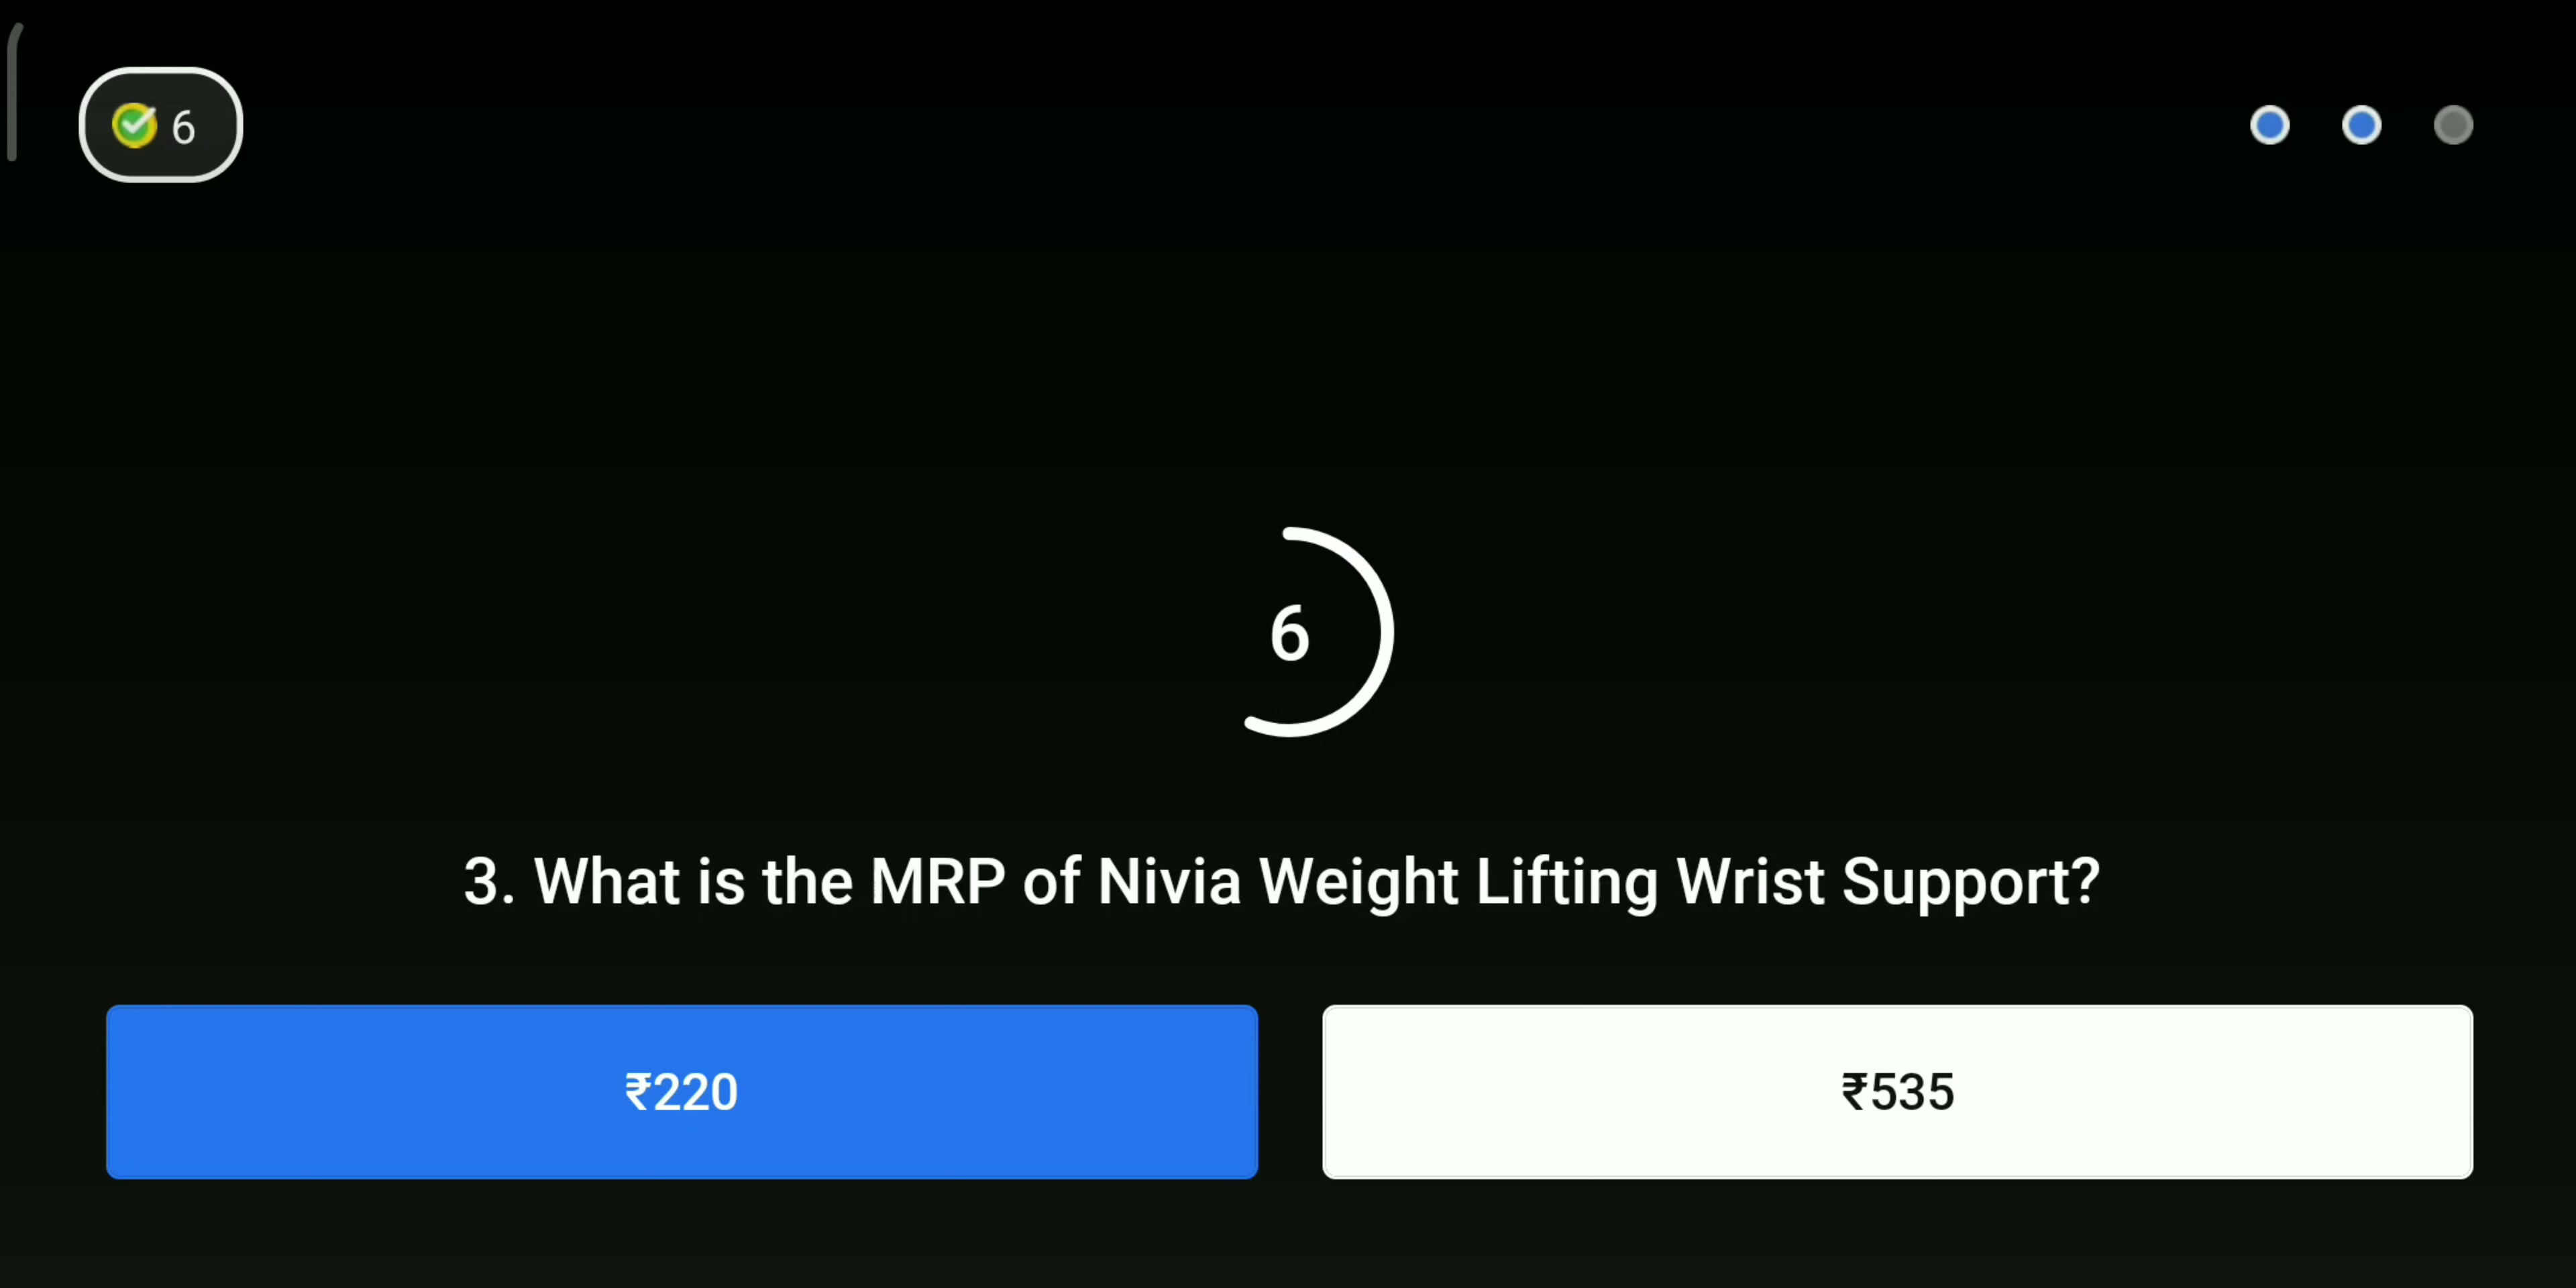 6
6
3. What is the MRP of Nivia Weight Lifting Wrist Support?
₹220
₹535